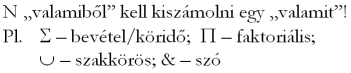 N „valamiből” kell kiszámolni egy „valamit”!
Pl. Σ – bevétel/köridő; Π – faktoriális;
∪ – szakkörös; & – szó